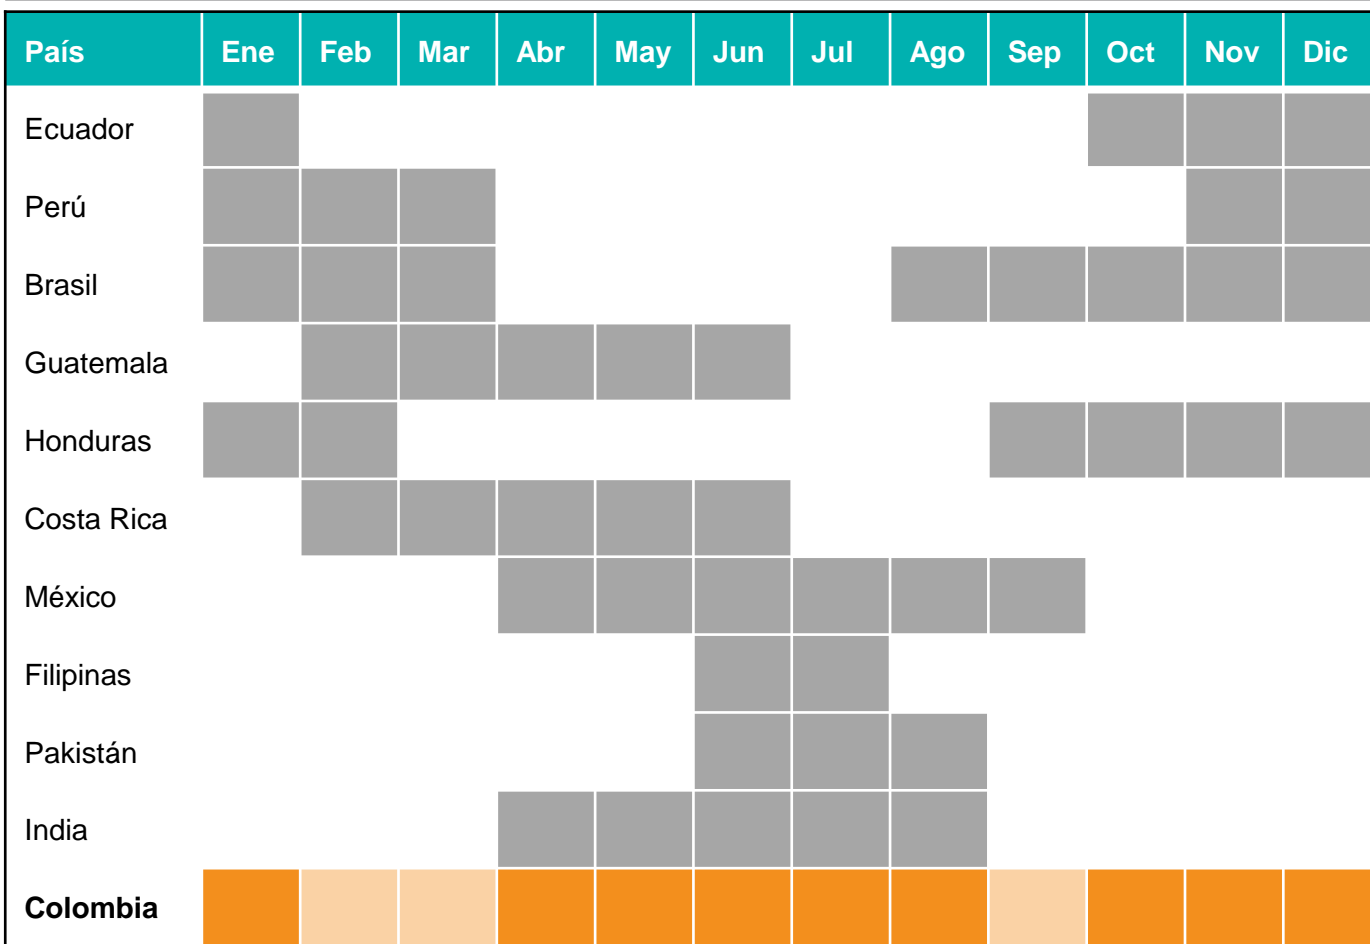 País Ene Feb Mar Abr May Jun Jul Ago Sep Oct Nov Dic
Ecuador
Perú
Brasil
Guatemala
Honduras
Costa Rica
México
Filipinas
Pakistán
India
Colombia